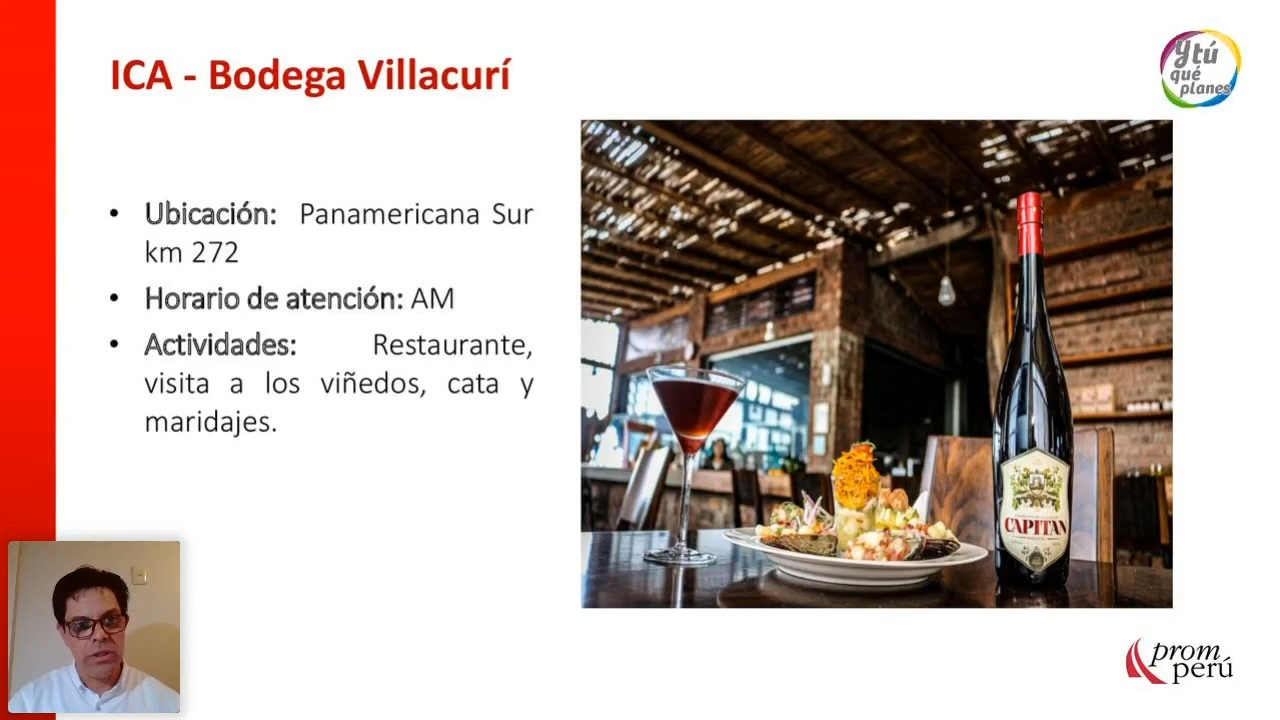 ICA - Bodega Villacurí
Ytú
qué
planes
• Ubicación: Panamericana Sur
km 272
• Horario de atención: AM
• Actividades: Restaurante,
visita a los viñedos, cata y
maridajes.
CAPITAN
prom
perú